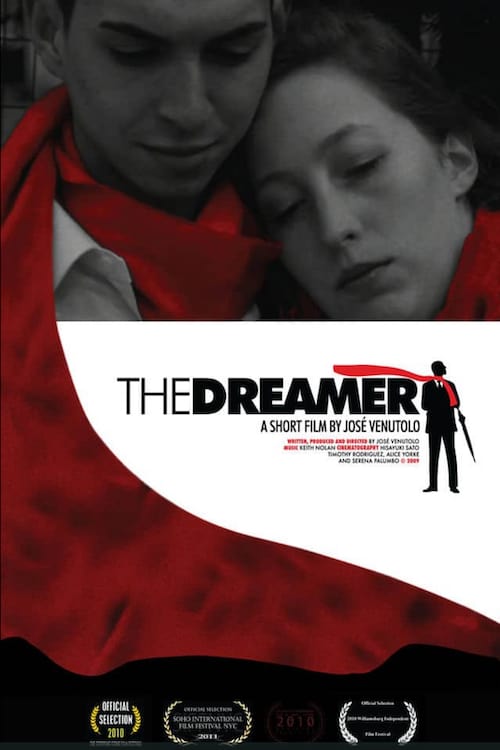 THEDREAMER
A SHORT FILM BY JOSÉ VENUTOLO
WRITTEN, PRODUCED AND DIRECTED BY JOSÉ VENUTOLO
MUSIC KEITH NOLAN CINEMATOGRAPHY HISAYUKI SATO
TIMOTHY RODRIGUEZ, ALICE YORKE
AND SERENA PALUMBO © 2009
OFFICIAL
SELECTION
2010
OFFICIAL SELECTION
SOHO INTERNATIONAL
FILM FESTIVAL NYC
2011
2010
Official Selection
2010 Williamsburg Independent
Film Festival